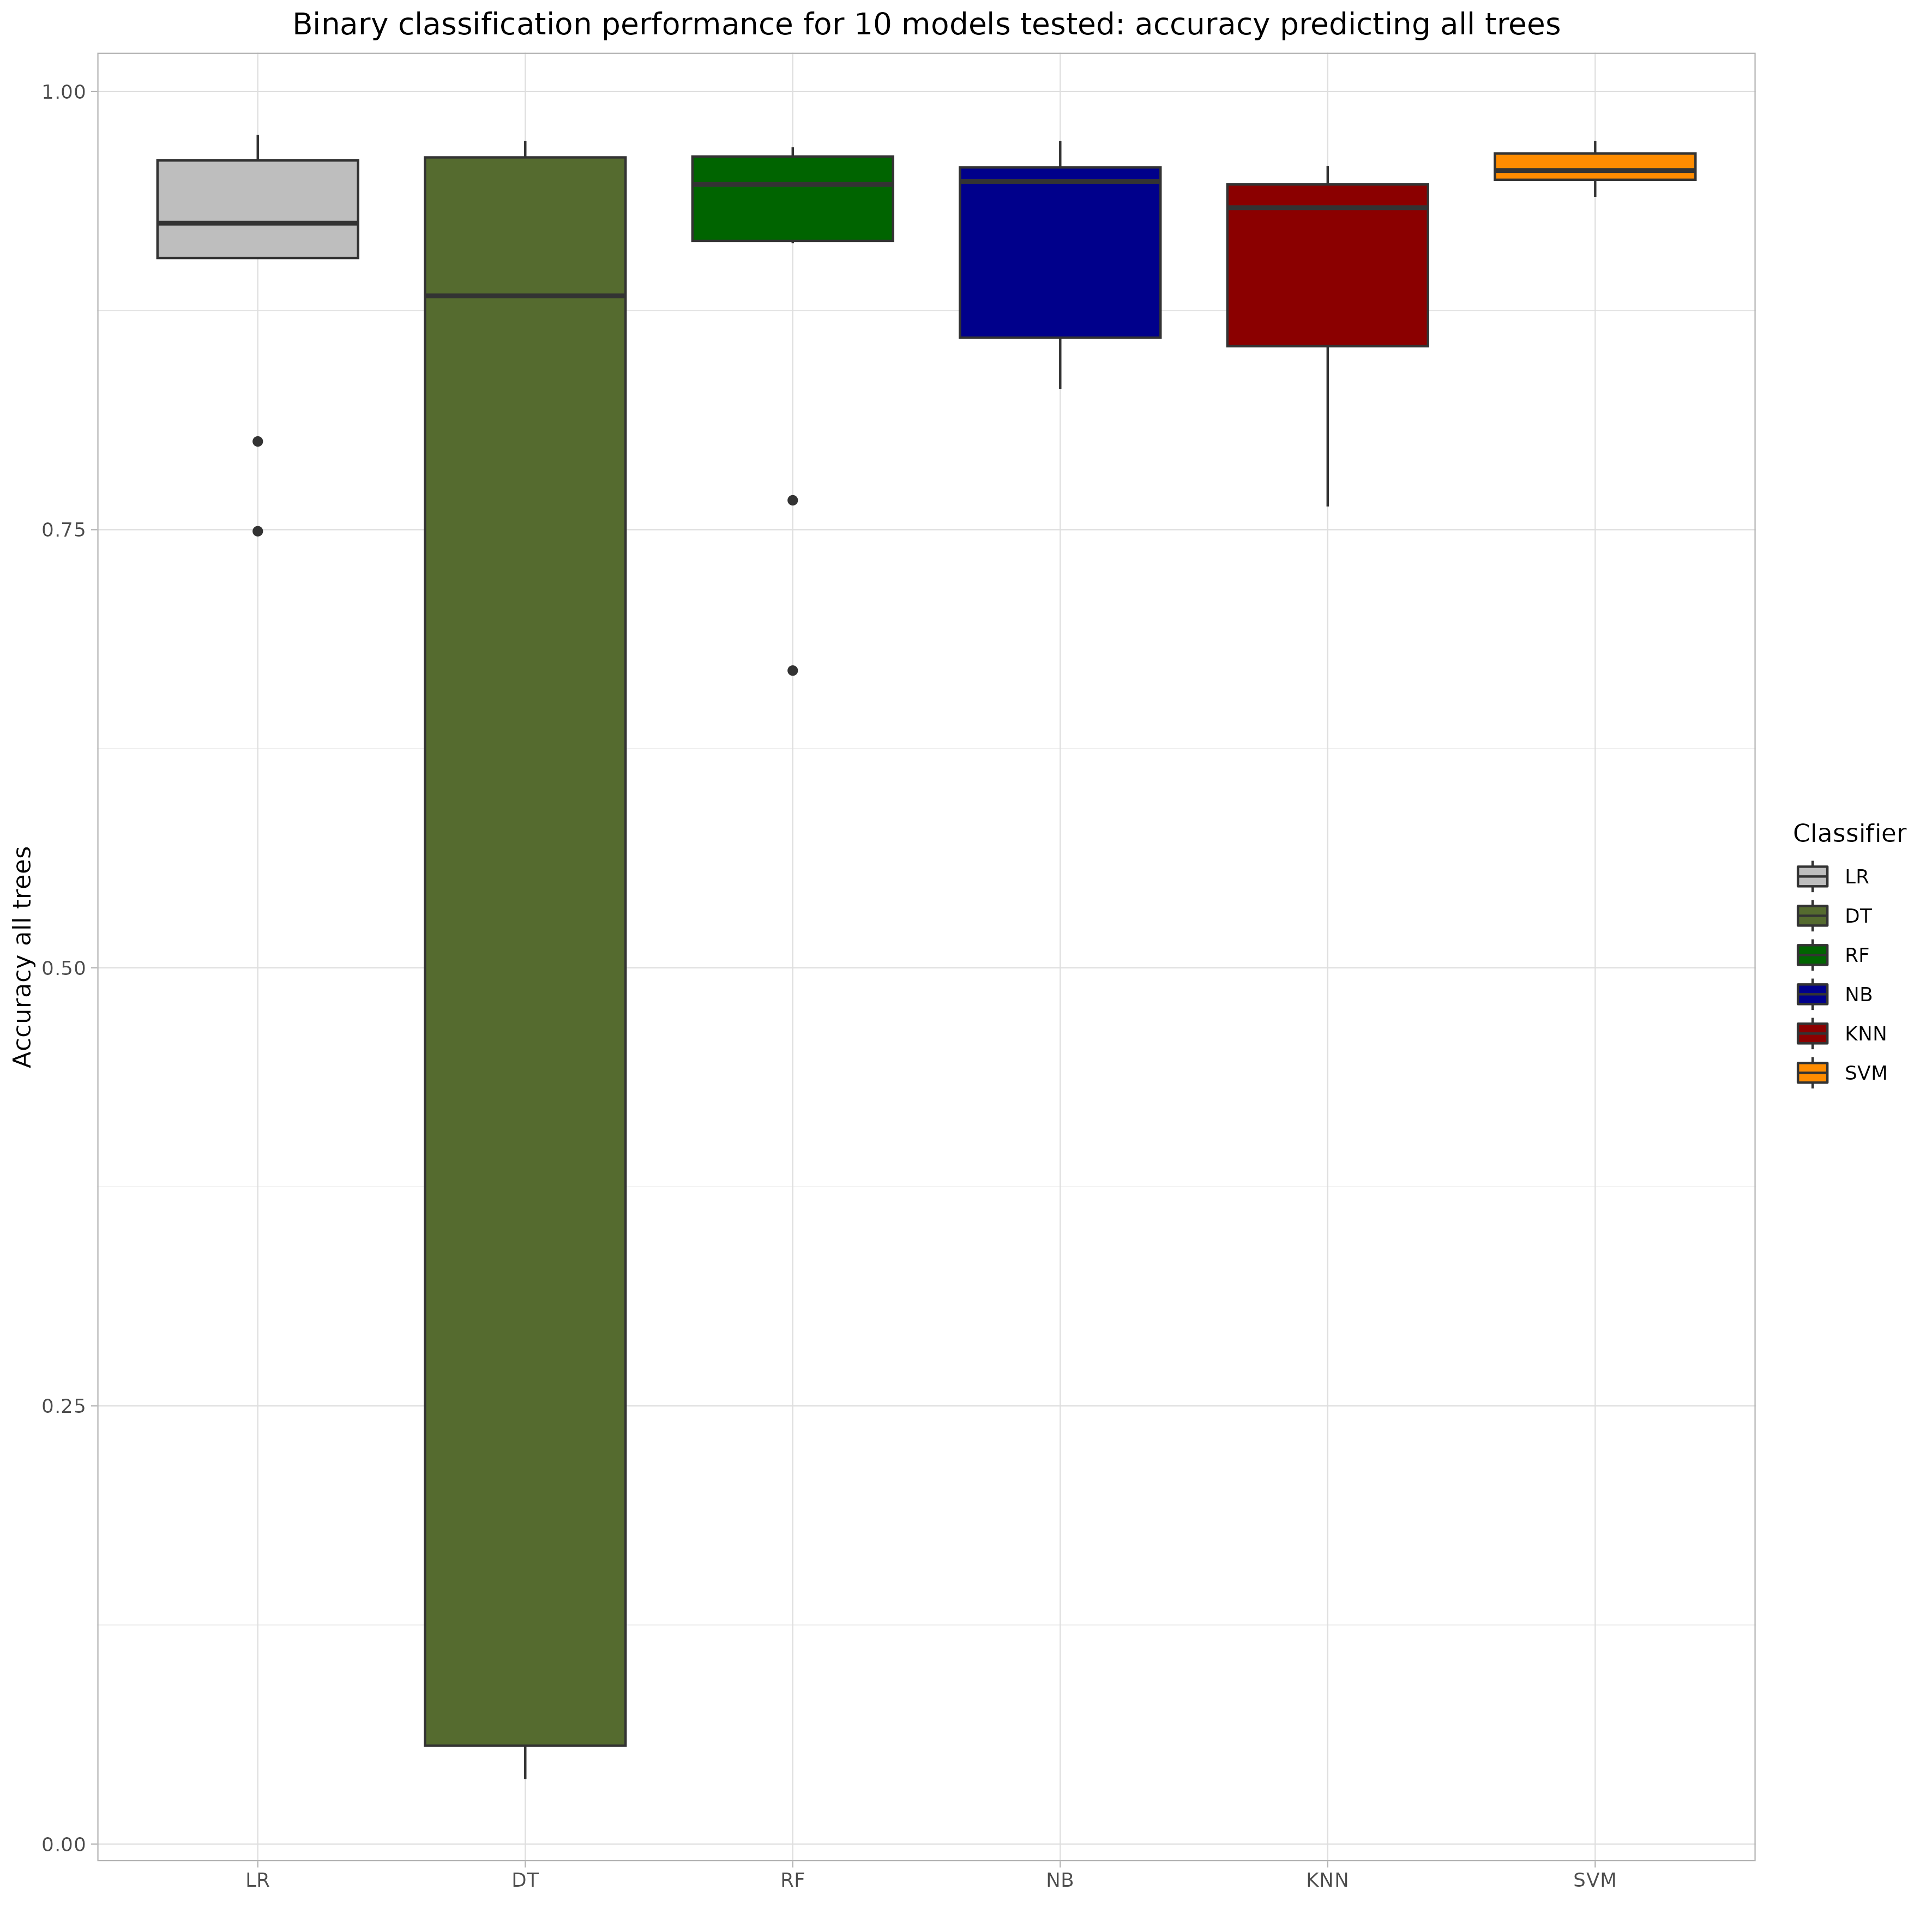 Binary classification performance for 10 models tested: accuracy predicting all trees
Accuracy all trees
1.00
0.75
0.50
0.25
0.00
LR
DT
RF
NB
KNN
SVM
Classifier
LR
DT
RF
NB
KNN
SVM